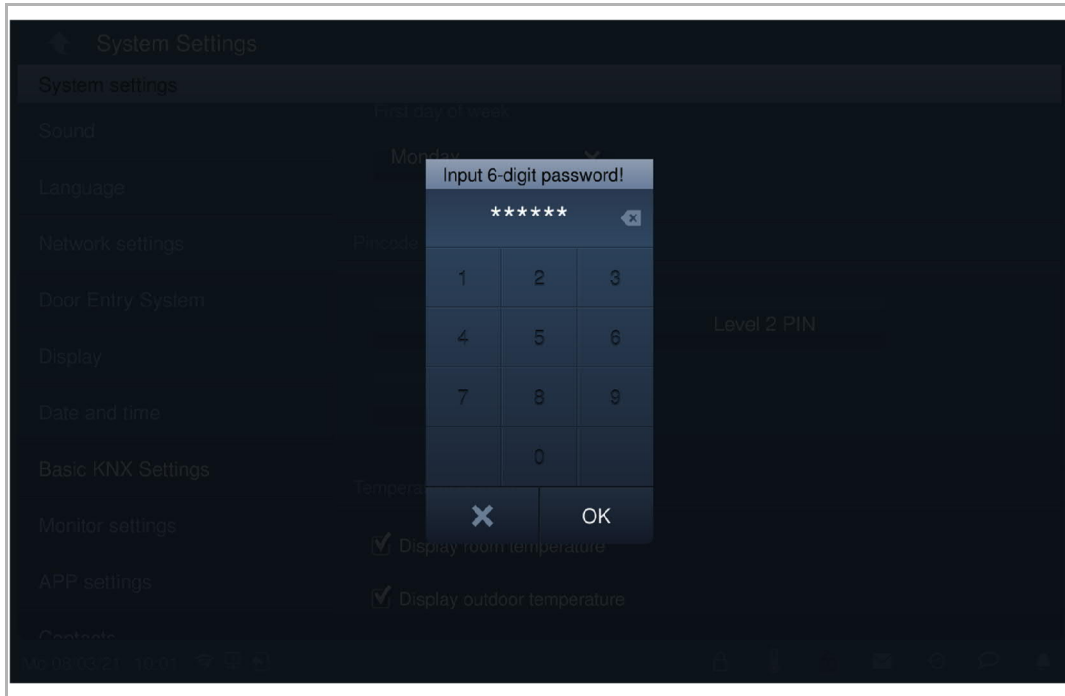 System Settings
System settings
Sound
Language
Network settings
Door Entry System
Display
Date and time
Basic KNX Settings
Monitor settings
APP settings
Contacts
First day of week
Monday
Pincode
Level 2 PIN
Display room temperature
Display outdoor temperature
Input 6-digit password!
******
1 2 3
4 5 6
7 8 9
0
OK